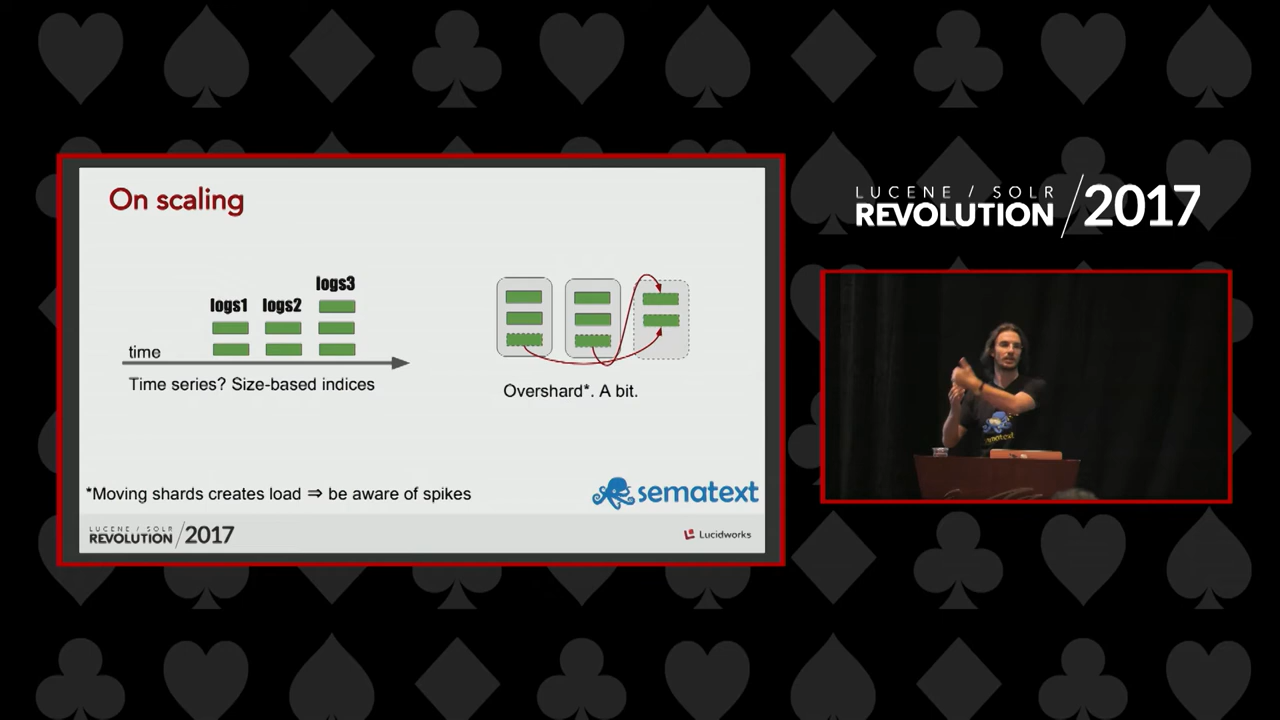 On scaling
logs3
logs1 logs2
time
Time series? Size-based indices
Overshard*. A bit.
*Moving shards creates load ⇒ be aware of spikes
sematext
LUCENE / SOLR
REVOLUTION /2017
Lucidworks
LUCENE / SOLR
REVOLUTION /2017